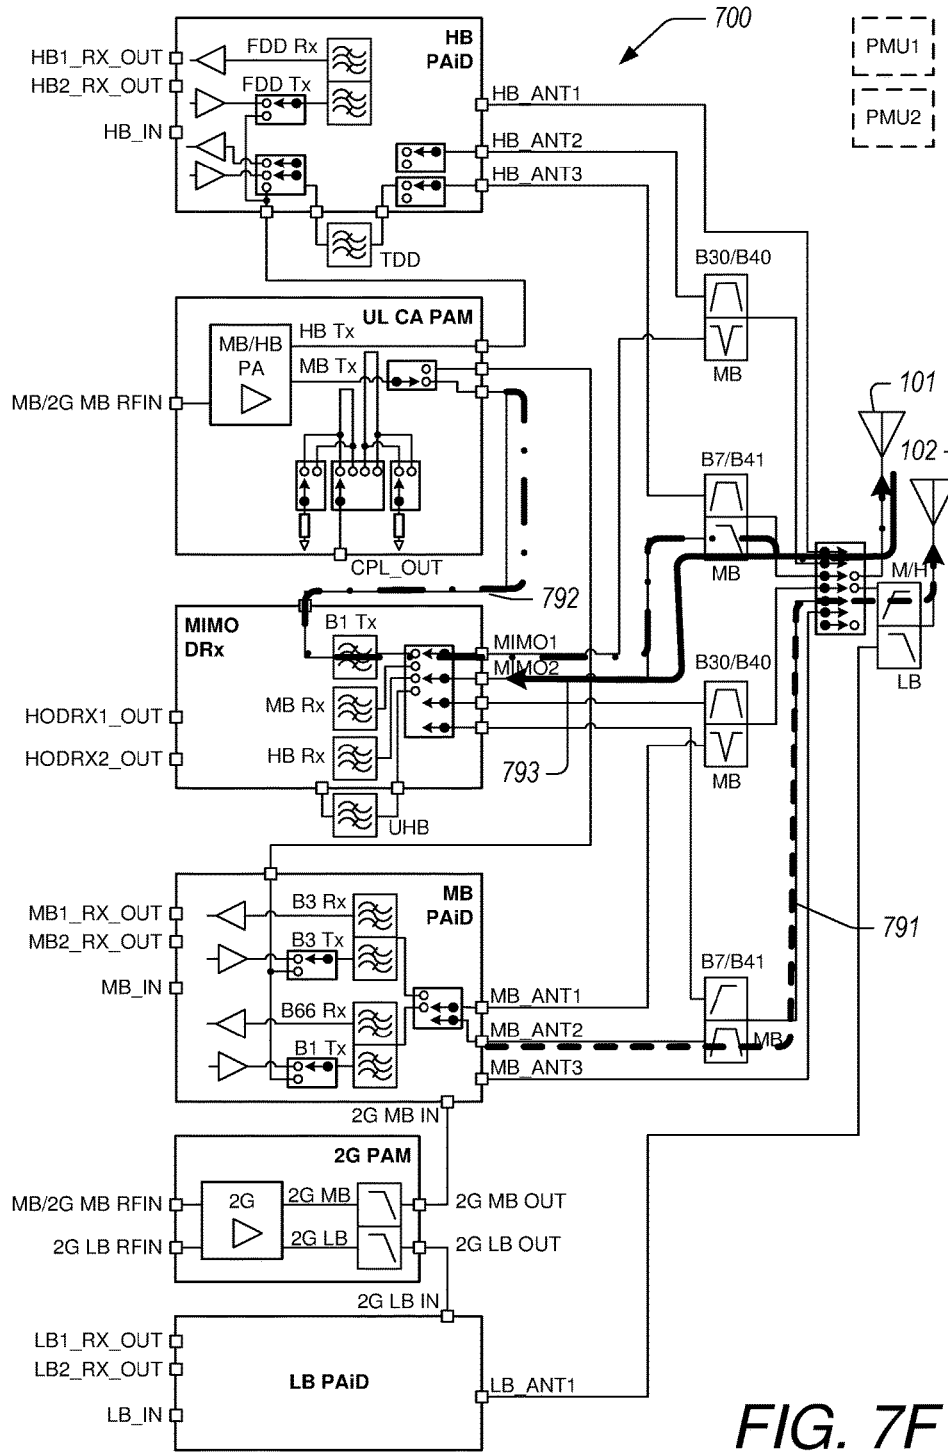 700
PMU1
PMU2
HB
PAiD
HB1_RX_OUT
FDD Rx
HB2_RX_OUT
FDD Tx
HB_IN
HB_ANT1
HB_ANT2
HB_ANT3
TDD
B30/B40
MB
UL CA PAM
HB Tx
MB/HB
PA
MB Tx
MB/2G MB RFIN
CPL_OUT
101
102
B7/B41
MB
M/H
LB
792
MIMO
DRx
B1 Tx
MIMO1
MIMO2
MB Rx
HB Rx
HODRX1_OUT
HODRX2_OUT
UHB
793
B30/B40
MB
791
MB
PAiD
MB1_RX_OUT
B3 Rx
MB2_RX_OUT
B3 Tx
MB_IN
B66 Rx
B1 Tx
MB_ANT1
MB_ANT2
MB_ANT3
B7/B41
MB
2G MB IN
2G PAM
MB/2G MB RFIN
2G
2G MB
2G MB OUT
2G LB RFIN
2G LB
2G LB OUT
2G LB IN
LB1_RX_OUT
LB2_RX_OUT
LB_IN
LB PAiD
LB_ANT1
FIG. 7F